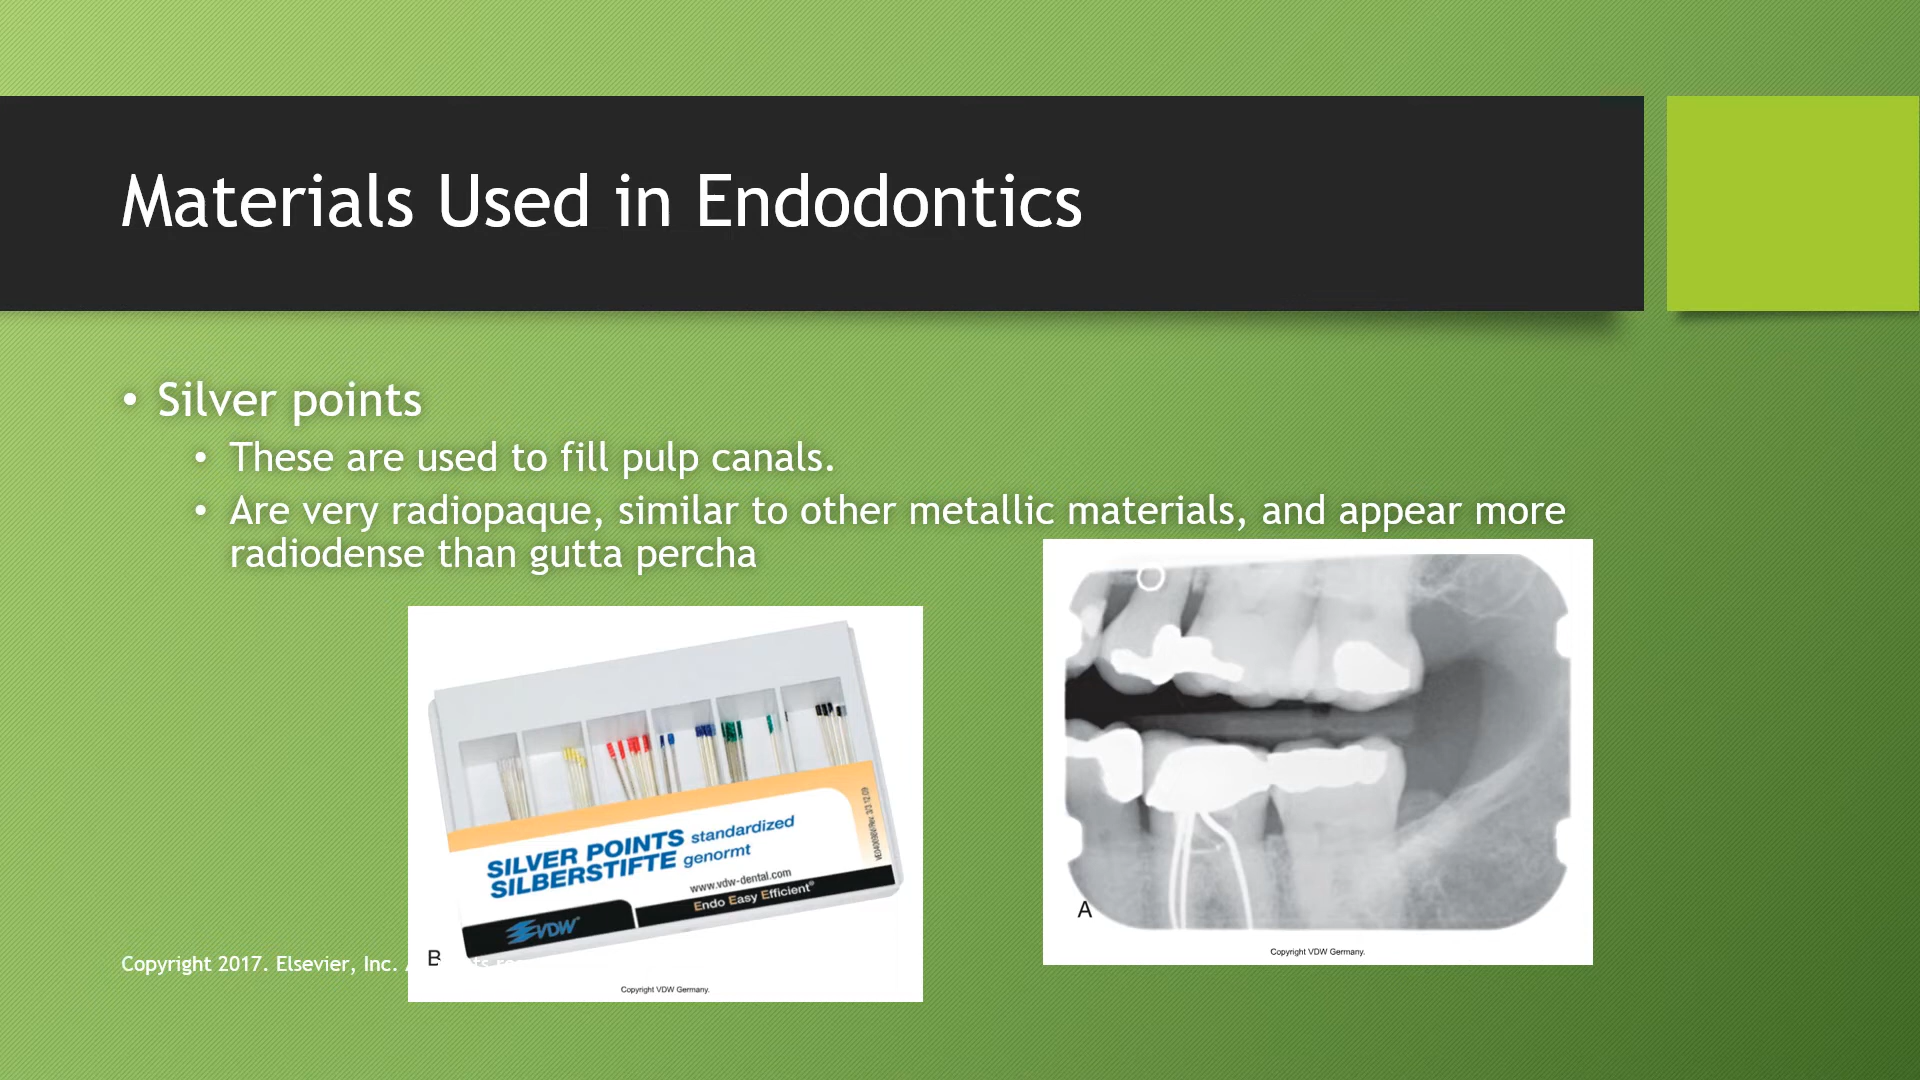 Materials Used in Endodontics
• Silver points
• These are used to fill pulp canals.
• Are very radiopaque, similar to other metallic materials, and appear more
radiodense than gutta percha
SILVER POINTS standardized
SILBERSTIFTE genormt
www.vdw-dental.com
Endo Easy Efficient®
VDW®
B
Copyright VDW Germany.
A
Copyright VDW Germany.
Copyright 2017. Elsevier, Inc.